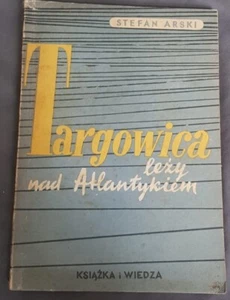 STEFAN ARSKI
Targowica
leży
nad Atlantykiem
KSIĄŻKA i WIEDZA